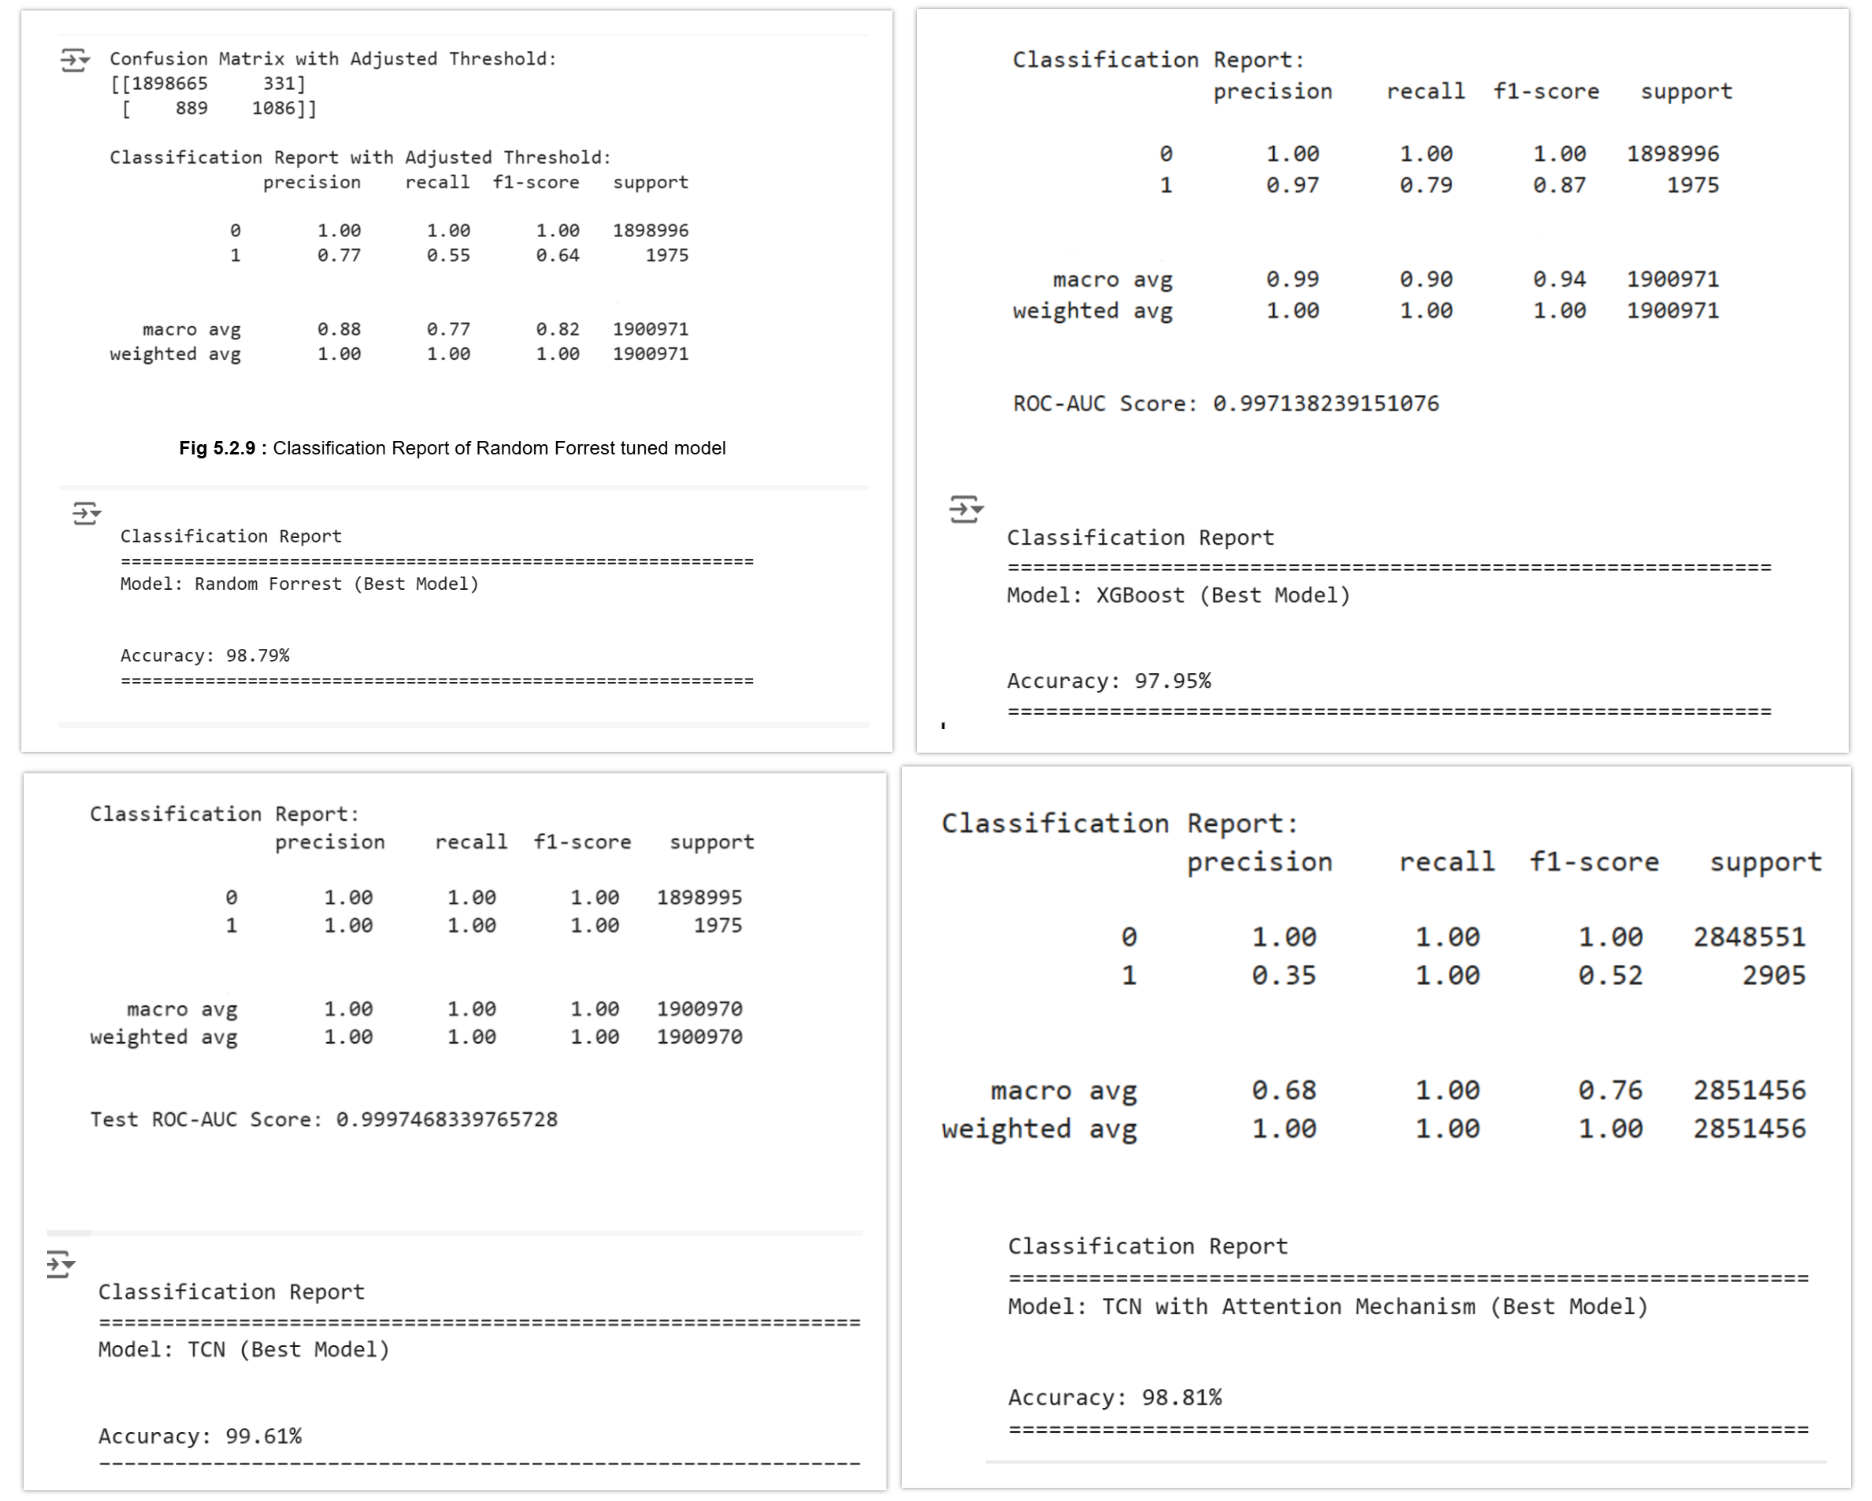 Confusion Matrix with Adjusted Threshold:
[[1898665     331]
 [    889    1086]]
Classification Report with Adjusted Threshold:
precision    recall  f1-score   support
0       1.00      1.00      1.00   1898996
1       0.77      0.55      0.64      1975
macro avg       0.88      0.77      0.82   1900971
weighted avg       1.00      1.00      1.00   1900971
Fig 5.2.9 : Classification Report of Random Forrest tuned model
Classification Report
============================================================
Model: Random Forrest (Best Model)
Accuracy: 98.79%
============================================================
Classification Report:
precision    recall  f1-score   support
0       1.00      1.00      1.00   1898996
1       0.97      0.79      0.87      1975
macro avg       0.99      0.90      0.94   1900971
weighted avg       1.00      1.00      1.00   1900971
ROC-AUC Score: 0.997138239151076
Classification Report
============================================================
Model: XGBoost (Best Model)
Accuracy: 97.95%
============================================================
Classification Report:
precision    recall  f1-score   support
0       1.00      1.00      1.00   1898995
1       1.00      1.00      1.00      1975
macro avg       1.00      1.00      1.00   1900970
weighted avg       1.00      1.00      1.00   1900970
Test ROC-AUC Score: 0.9997468339765728
Classification Report
============================================================
Model: TCN (Best Model)
Accuracy: 99.61%
------------------------------------------------------------
Classification Report:
precision    recall  f1-score   support
0       1.00      1.00      1.00   2848551
1       0.35      1.00      0.52      2905
macro avg       0.68      1.00      0.76   2851456
weighted avg       1.00      1.00      1.00   2851456
Classification Report
============================================================
Model: TCN with Attention Mechanism (Best Model)
Accuracy: 98.81%
============================================================